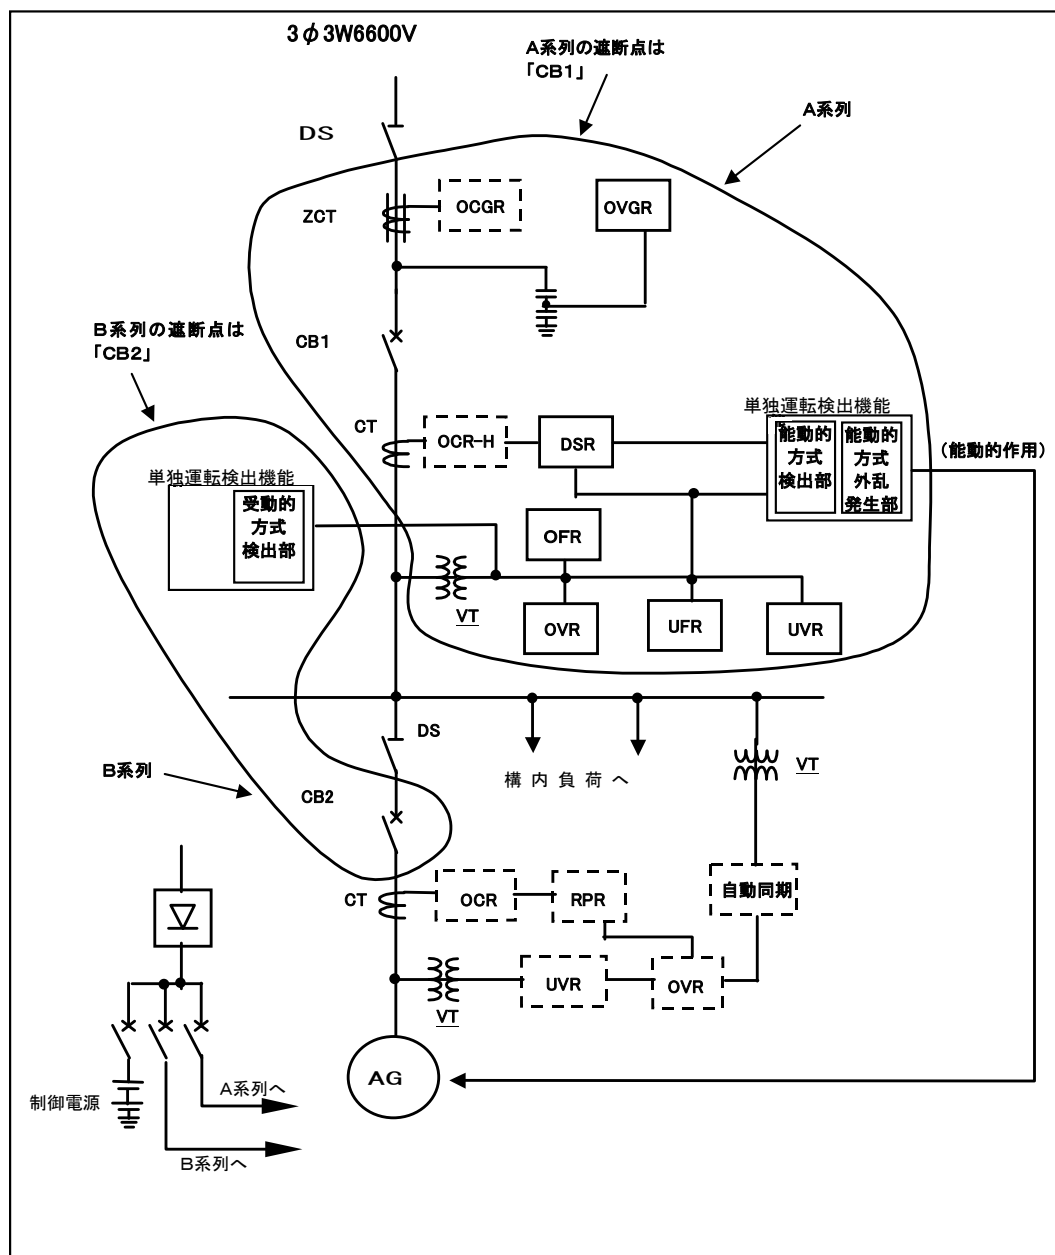 3φ3W6600V
A系列の遮断点は
「CB1」
A系列
DS
OCGR
OVGR
ZCT
B系列の遮断点は
「CB2」
CB1
単独運転検出機能
CT
OCR-H
DSR
能動的
方式
検出部
能動的
方式
外乱
発生部
(能動的作用)
単独運転検出機能
受動的
方式
検出部
OFR
VT
OVR
UFR
UVR
DS
構内負荷へ
VT
B系列
CB2
CT
OCR
RPR
自動同期
UVR
OVR
VT
AG
制御電源
A系列へ
B系列へ